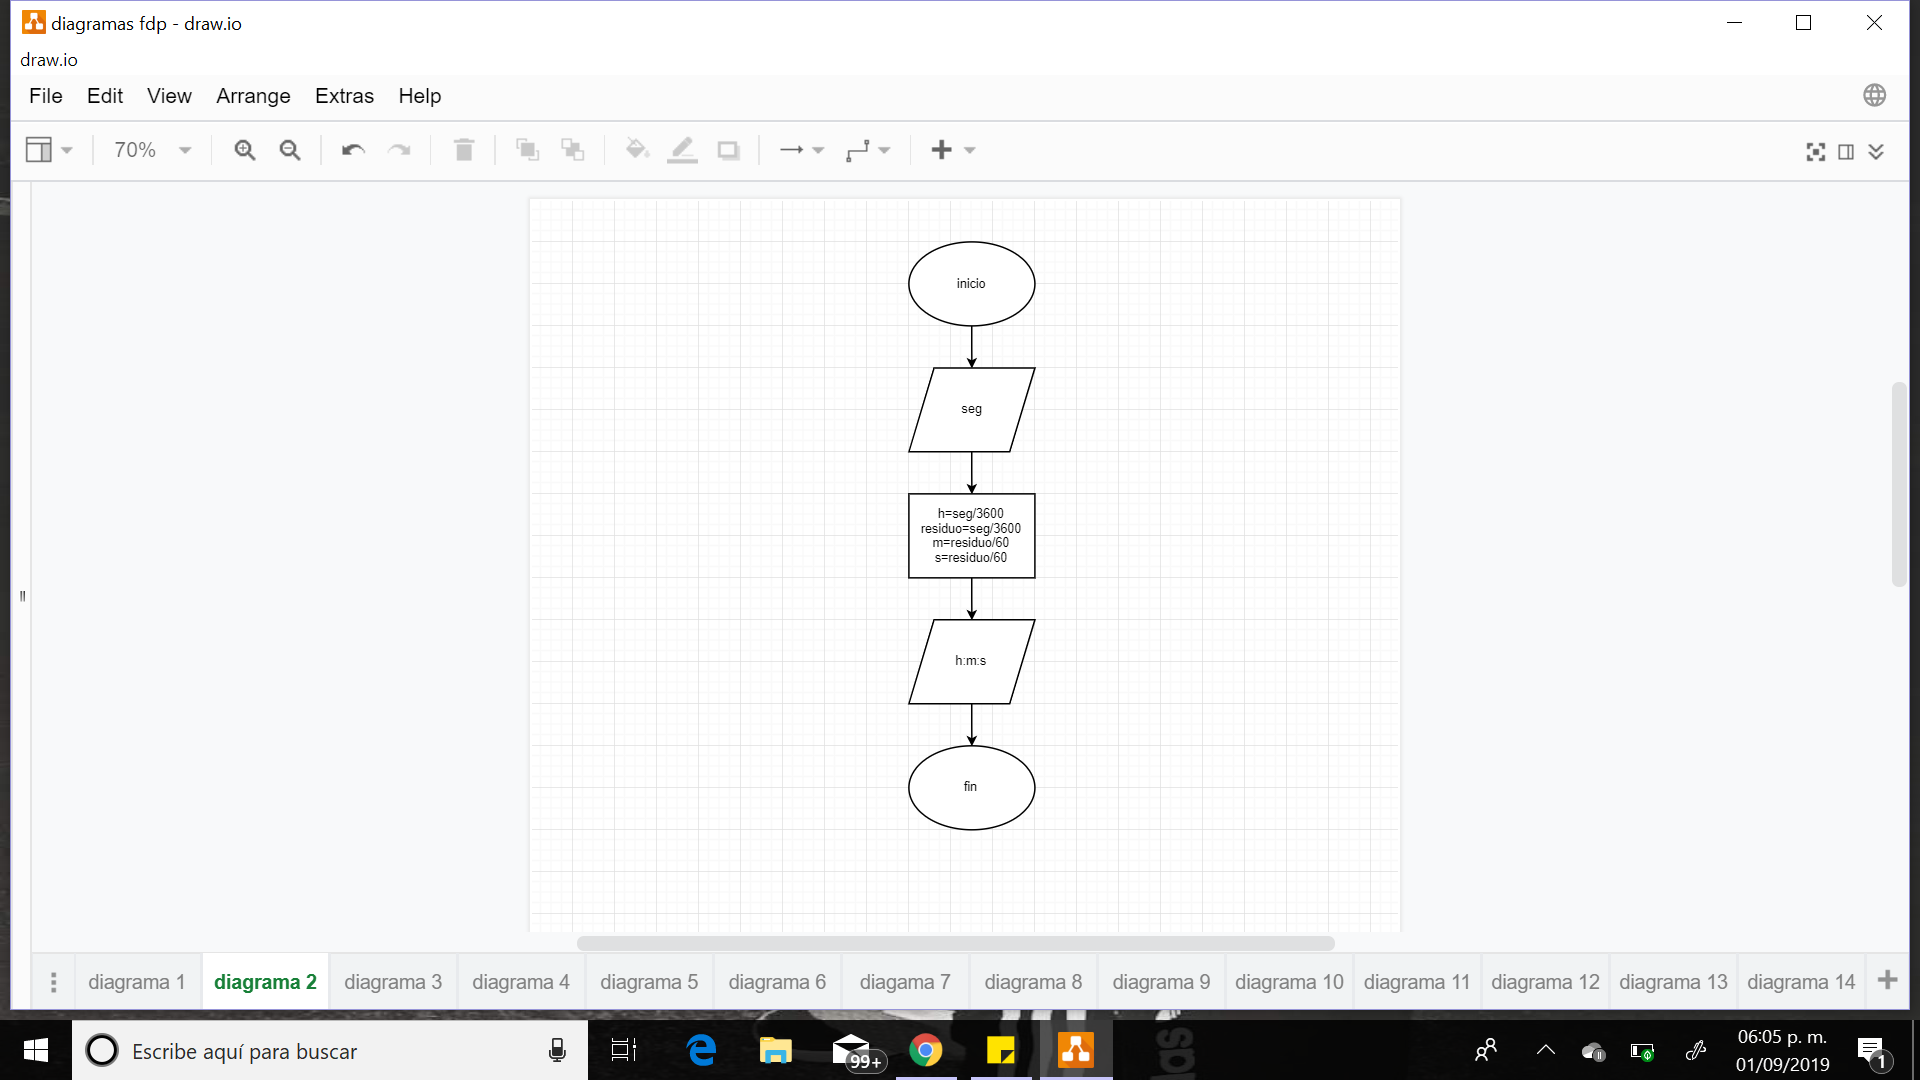 diagramas fdp - draw.io
draw.io
File Edit View Arrange Extras Help
70%
inicio
seg
h=seg/3600
residuo=seg/3600
m=residuo/60
s=residuo/60
h:m:s
fin
diagrama 1 diagrama 2 diagrama 3 diagrama 4 diagrama 5 diagrama 6 diagama 7 diagrama 8 diagrama 9 diagrama 10 diagrama 11 diagrama 12 diagrama 13 diagrama 14
Escribe aquí para buscar
99+
06:05 p. m.
01/09/2019
1